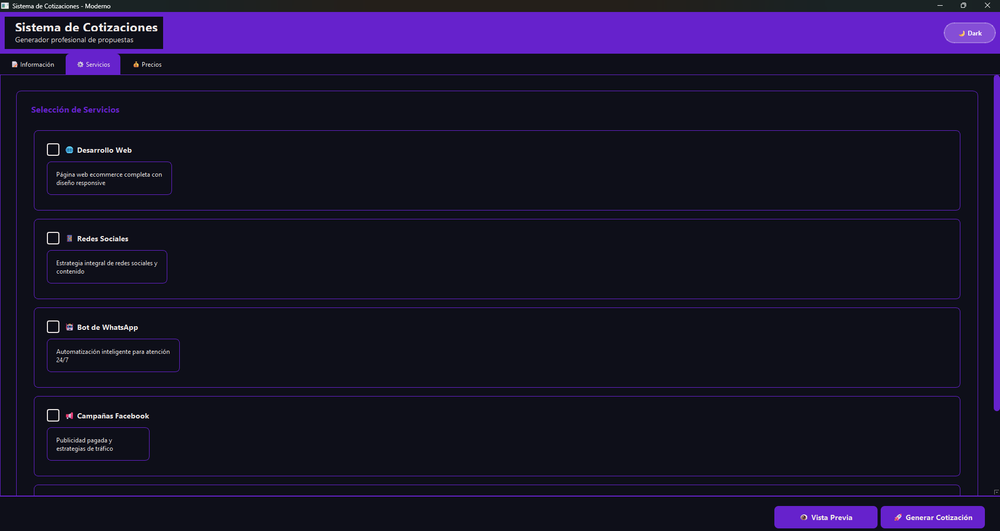 Sistema de Cotizaciones - Moderno
Sistema de Cotizaciones
Generador profesional de propuestas
🌙 Dark
📝 Información
⚙️ Servicios
💰 Precios
Selección de Servicios
🌐 Desarrollo Web
Página web ecommerce completa con
diseño responsive
📱 Redes Sociales
Estrategia integral de redes sociales y
contenido
🤖 Bot de WhatsApp
Automatización inteligente para atención
24/7
📢 Campañas Facebook
Publicidad pagada y
estrategias de tráfico
👁 Vista Previa
🚀 Generar Cotización